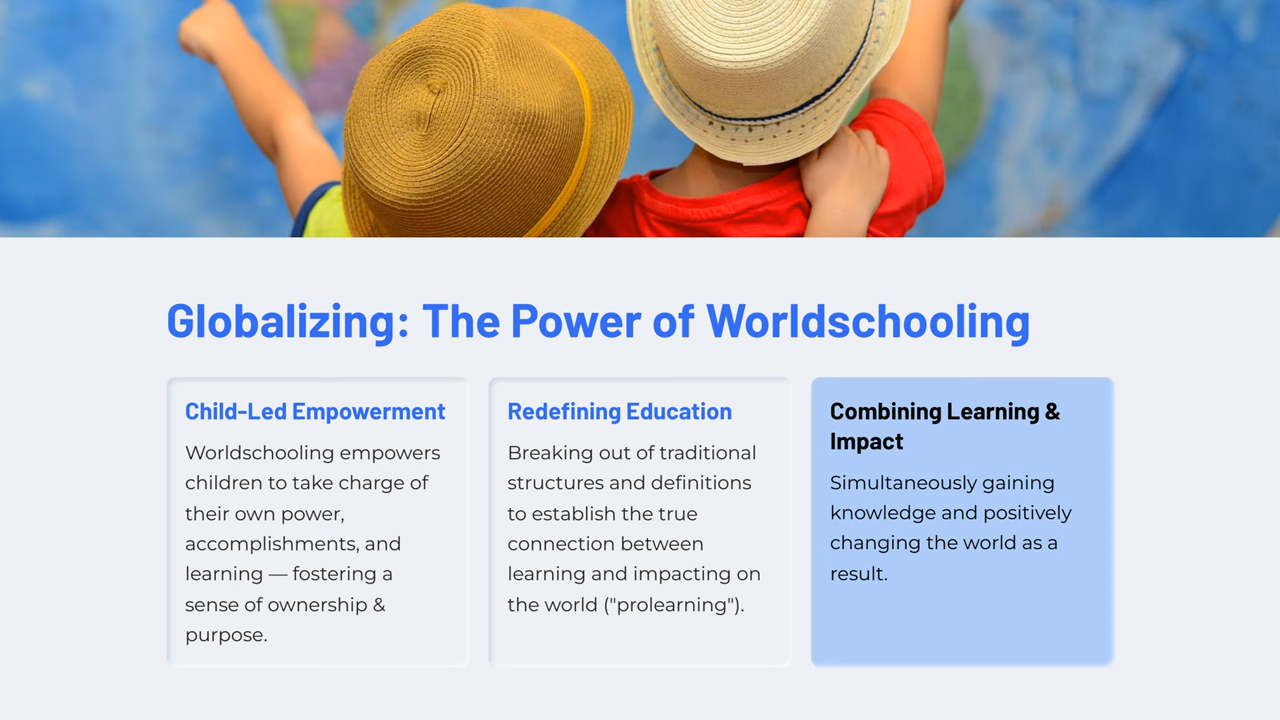 Globalizing: The Power of Worldschooling
Child-Led Empowerment
Worldschooling empowers
children to take charge of
their own power,
accomplishments, and
learning — fostering a
sense of ownership &
purpose.
Redefining Education
Breaking out of traditional
structures and definitions
to establish the true
connection between
learning and impacting on
the world ("prolearning").
Combining Learning &
Impact
Simultaneously gaining
knowledge and positively
changing the world as a
result.